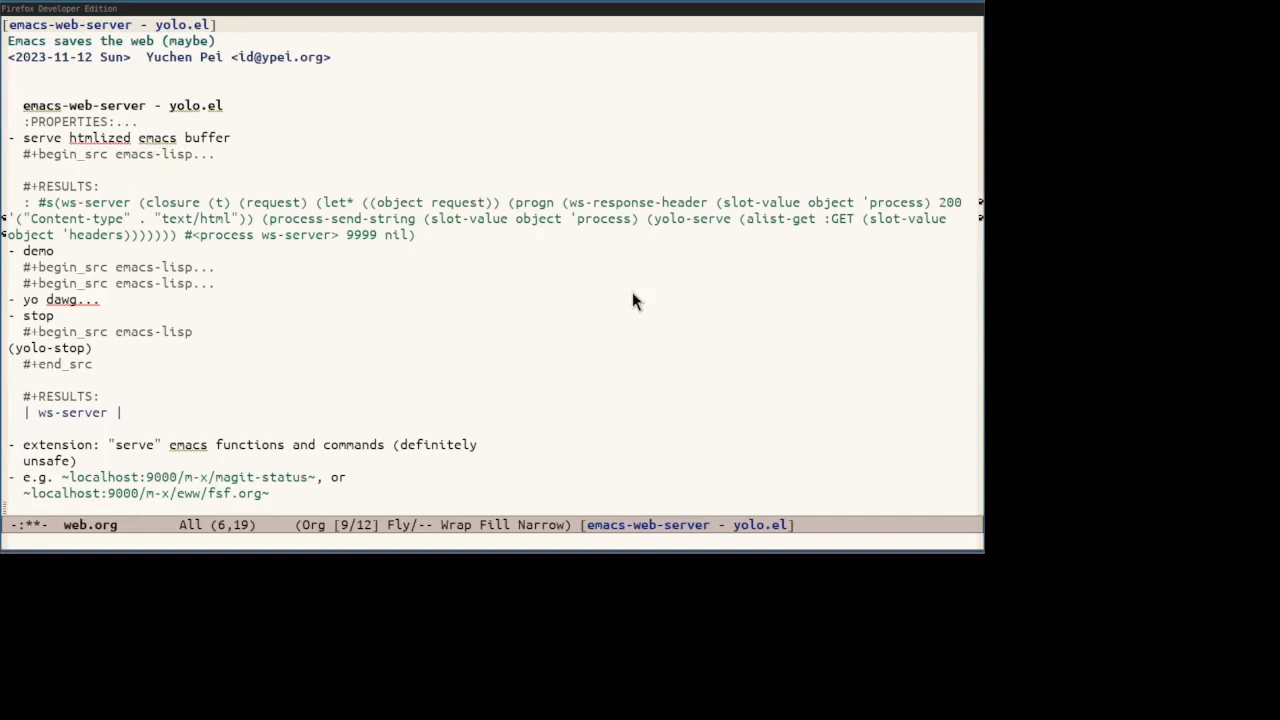 Firefox Developer Edition
[emacs-web-server - yolo.el]
Emacs saves the web (maybe)
<2023-11-12 Sun>  Yuchen Pei <id@ypei.org>
emacs-web-server - yolo.el
:PROPERTIES:...
- serve htmlized emacs buffer
#+begin_src emacs-lisp...
#+RESULTS:
: #s(ws-server (closure (t) (request) (let* ((object request)) (progn (ws-response-header (slot-value object 'process) 200
'("Content-type" . "text/html")) (process-send-string (slot-value object 'process) (yolo-serve (alist-get :GET (slot-value
object 'headers))))))) #<process ws-server> 9999 nil)
- demo
#+begin_src emacs-lisp...
#+begin_src emacs-lisp...
- yo dawg...
- stop
#+begin_src emacs-lisp
(yolo-stop)
#+end_src
#+RESULTS:
| ws-server |
- extension: "serve" emacs functions and commands (definitely
unsafe)
- e.g. ~localhost:9000/m-x/magit-status~, or
~localhost:9000/m-x/eww/fsf.org~
-:**-  web.org        All (6,19)     (Org [9/12] Fly/-- Wrap Fill Narrow) [emacs-web-server - yolo.el]